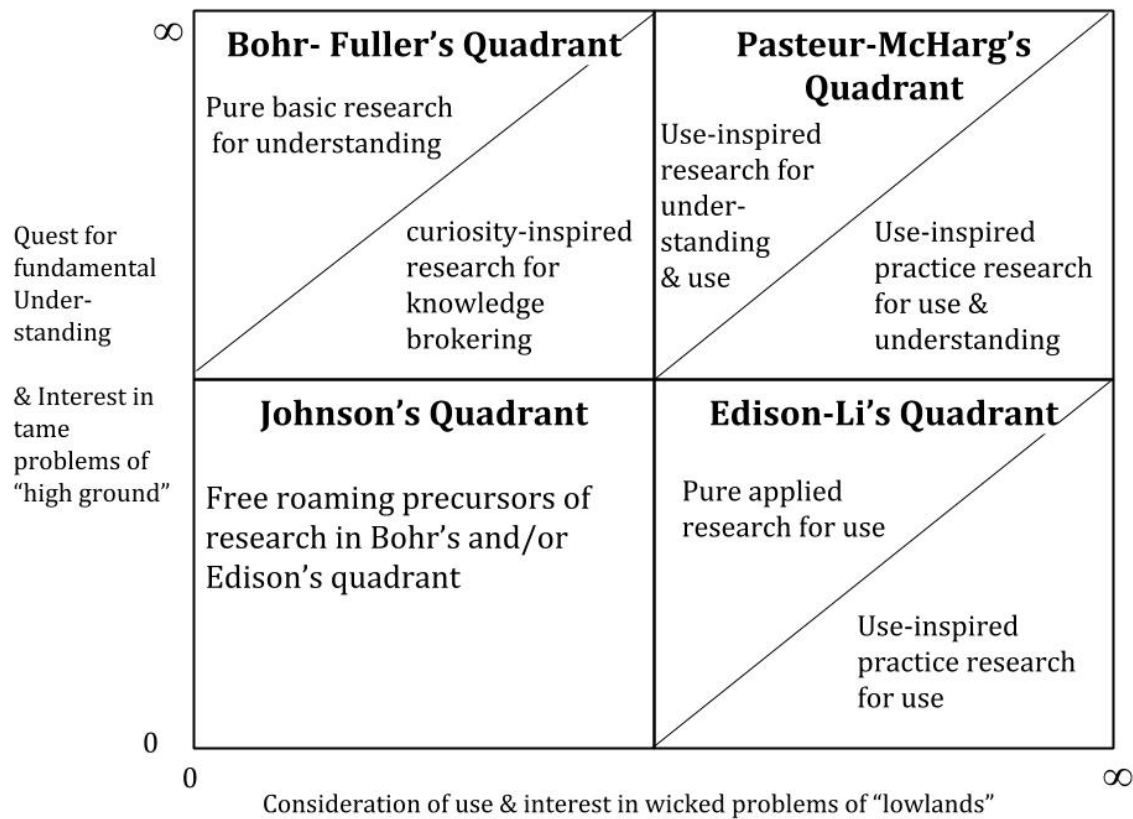 ∞
Bohr- Fuller's Quadrant
Pure basic research
for understanding
curiosity-inspired
research for
knowledge
brokering
Pasteur-McHarg's
Quadrant
Use-inspired
research for
under-
standing
& use
Use-inspired
practice research
for use &
understanding
Quest for
fundamental
Under-
standing
& Interest in
tame
problems of
“high ground”
Johnson's Quadrant
Free roaming precursors of
research in Bohr's and/or
Edison's quadrant
Edison-Li's Quadrant
Pure applied
research for use
Use-inspired
practice research
for use
0
0
∞
Consideration of use & interest in wicked problems of “lowlands”